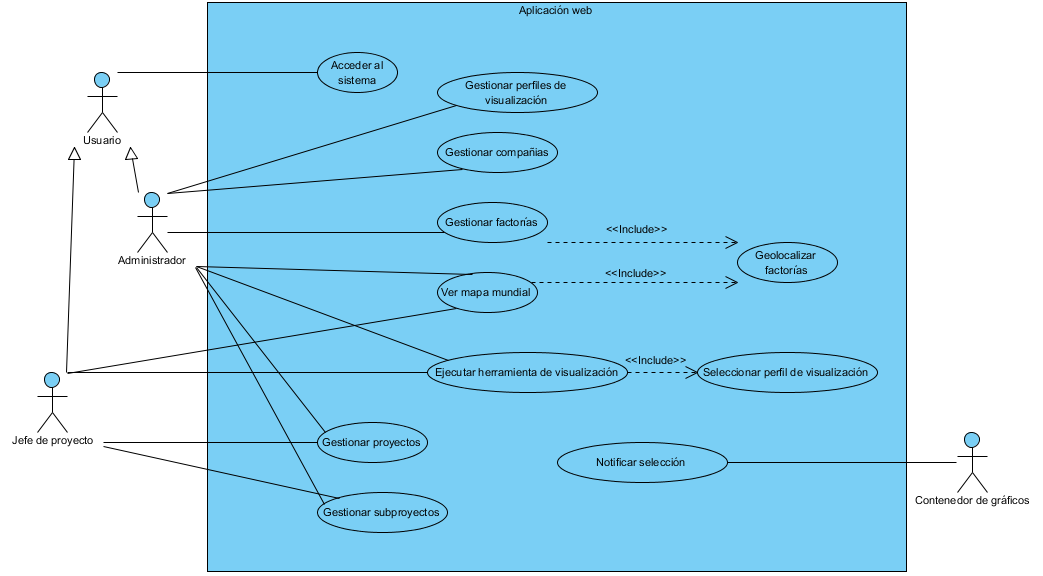 Aplicación web
Acceder al
sistema
Gestionar perfiles de
visualización
Usuario
Gestionar compañias
Gestionar factorías
<<Include>>
Administrador
Geolocalizar
factorías
<<Include>>
Ver mapa mundial
<<Include>>
Ejecutar herramienta de visualización
Seleccionar perfil de visualización
Jefe de proyecto
Gestionar proyectos
Notificar selección
Contenedor de gráficos
Gestionar subproyectos